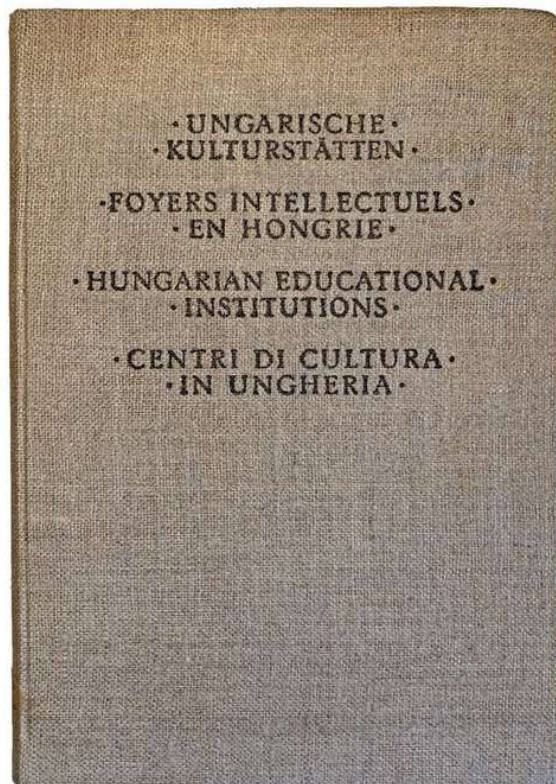 ·UNGARISCHE·
·KULTURSTÄTTEN·
·FOYERS INTELLECTUELS·
·EN HONGRIE·
·HUNGARIAN EDUCATIONAL·
·INSTITUTIONS·
·CENTRI DI CULTURA·
·IN UNGHERIA·